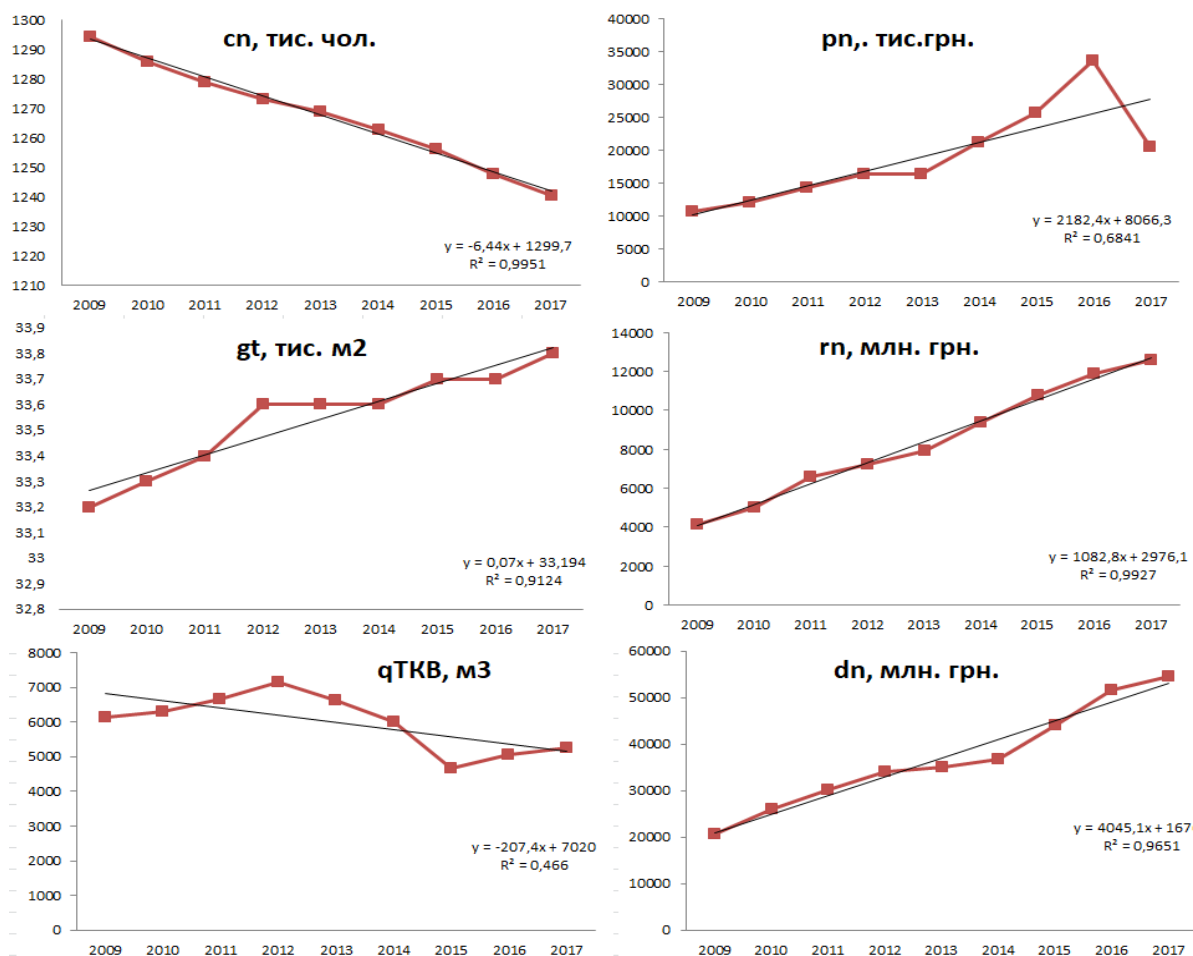 cn, тис. чол.
1300
1290
1280
1270
1260
1250
1240
1230
1220
1210
y = -6,44x + 1299,7
R² = 0,9951
2009 2010 2011 2012 2013 2014 2015 2016 2017
pn,. тис.грн.
40000
35000
30000
25000
20000
15000
10000
5000
0
y = 2182,4x + 8066,3
R² = 0,6841
2009 2010 2011 2012 2013 2014 2015 2016 2017
gt, тис. м2
33,9
33,8
33,7
33,6
33,5
33,4
33,3
33,2
33,1
33
32,9
32,8
y = 0,07x + 33,194
R² = 0,9124
2009 2010 2011 2012 2013 2014 2015 2016 2017
rn, млн. грн.
14000
12000
10000
8000
6000
4000
2000
0
y = 1082,8x + 2976,1
R² = 0,9927
2009 2010 2011 2012 2013 2014 2015 2016 2017
qТКВ, м3
8000
7000
6000
5000
4000
3000
2000
1000
0
y = -207,4x + 7020
R² = 0,466
2009 2010 2011 2012 2013 2014 2015 2016 2017
dn, млн. грн.
60000
50000
40000
30000
20000
10000
0
y = 4045,1x +
R² = 0,9651
2009 2010 2011 2012 2013 2014 2015 2016 2017